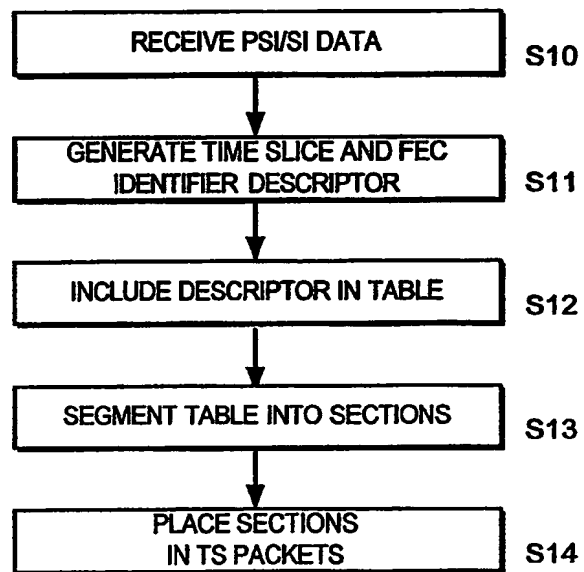 RECEIVE PSI/SI DATA
S10
GENERATE TIME SLICE AND FEC
IDENTIFIER DESCRIPTOR
S11
INCLUDE DESCRIPTOR IN TABLE
S12
SEGMENT TABLE INTO SECTIONS
S13
PLACE SECTIONS
IN TS PACKETS
S14